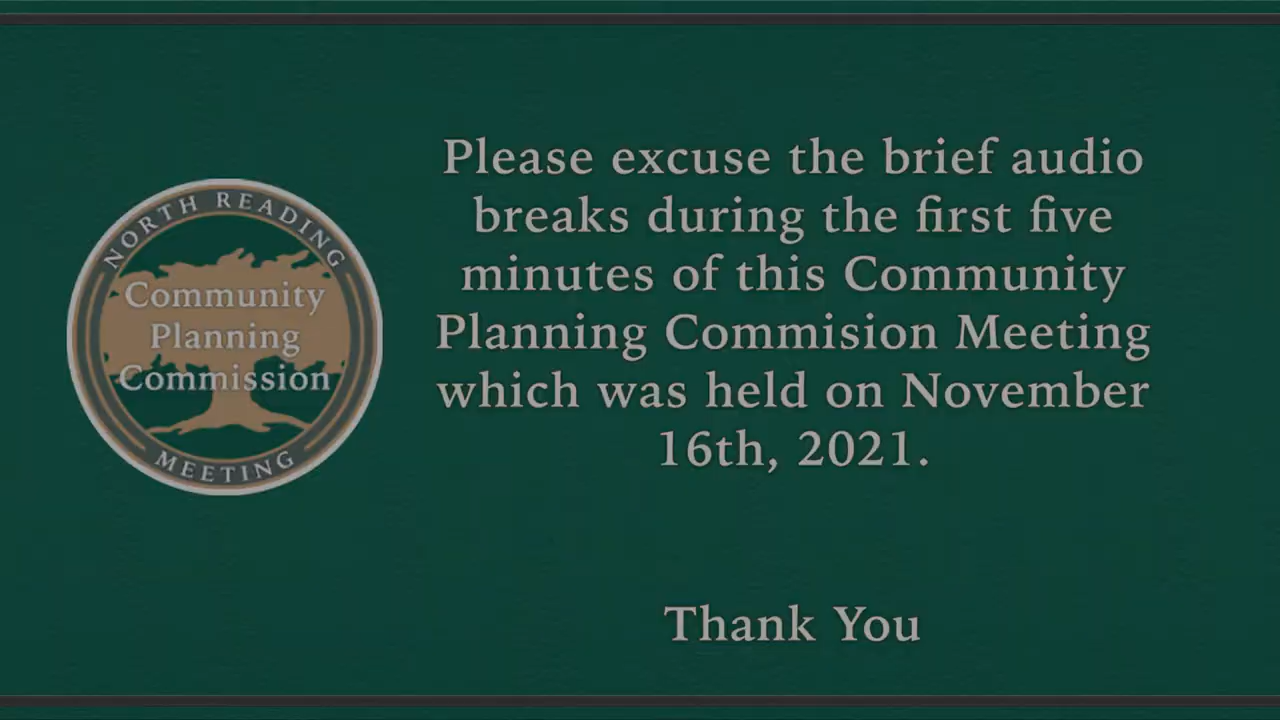 NORTH READING
Community
Planning
Commission
MEETING
Please excuse the brief audio
breaks during the first five
minutes of this Community
Planning Commision Meeting
which was held on November
16th, 2021.
Thank You